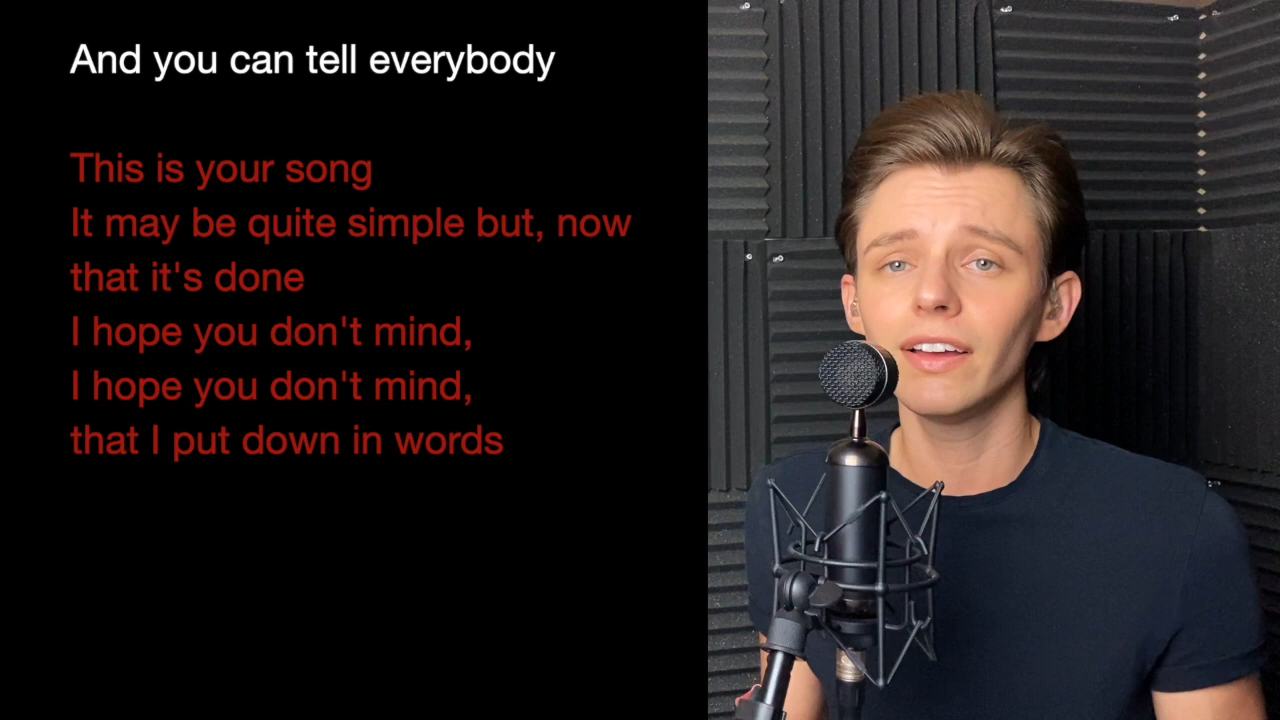 And you can tell everybody
This is your song
It may be quite simple but, now
that it's done
I hope you don't mind,
I hope you don't mind,
that I put down in words